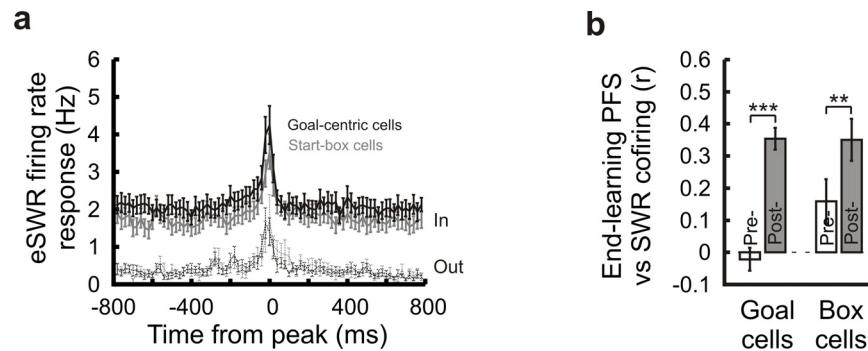 a
eSWR firing rate
response (Hz)
6
5
4
3
2
1
0
Goal-centric cells
Start-box cells
In
Out
-800
-400
0
400
800
Time from peak (ms)
b
End-learning PFS
vs SWR cofiring (r)
0.6
0.5
0.4
0.3
0.2
0.1
0
-0.1
***
**
Pre-
Post-
Pre-
Post-
Goal
cells
Box
cells